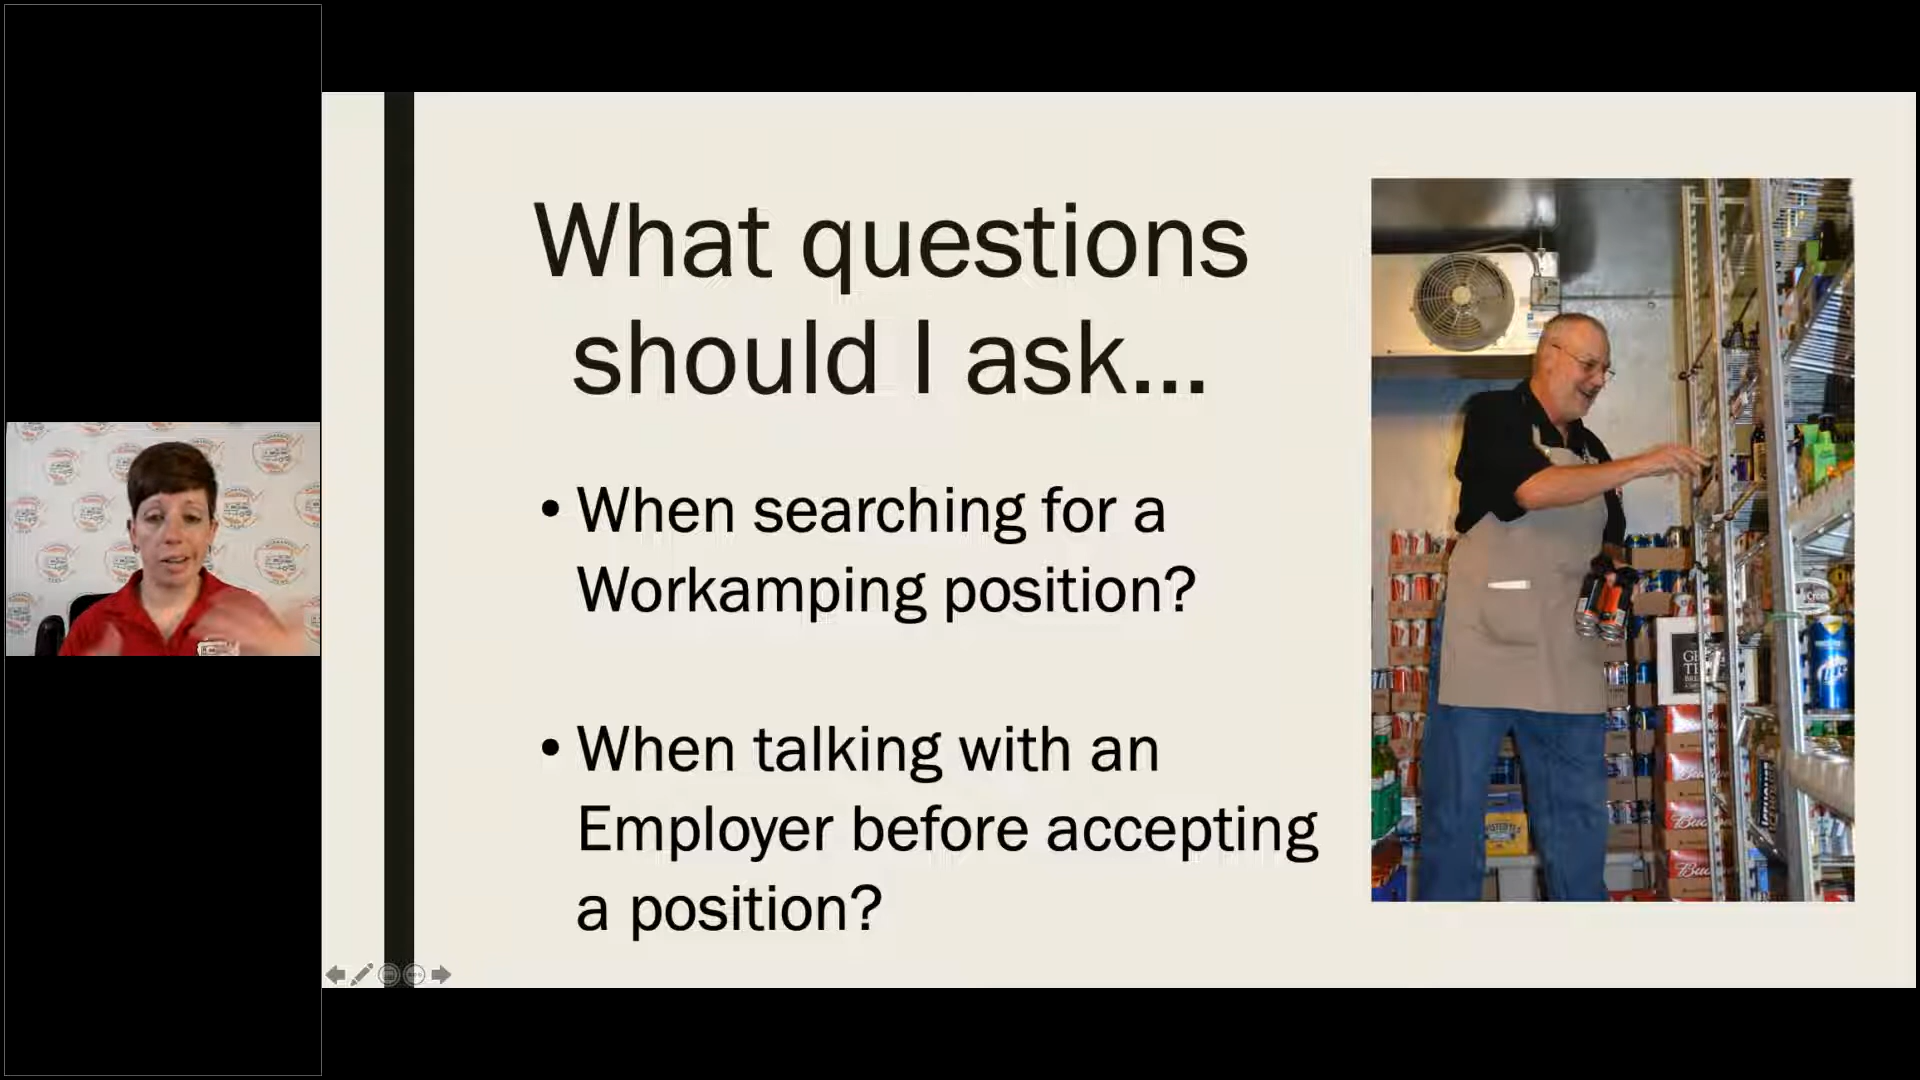 What questions
should I ask...
• When searching for a
Workamping position?
• When talking with an
Employer before accepting
a position?